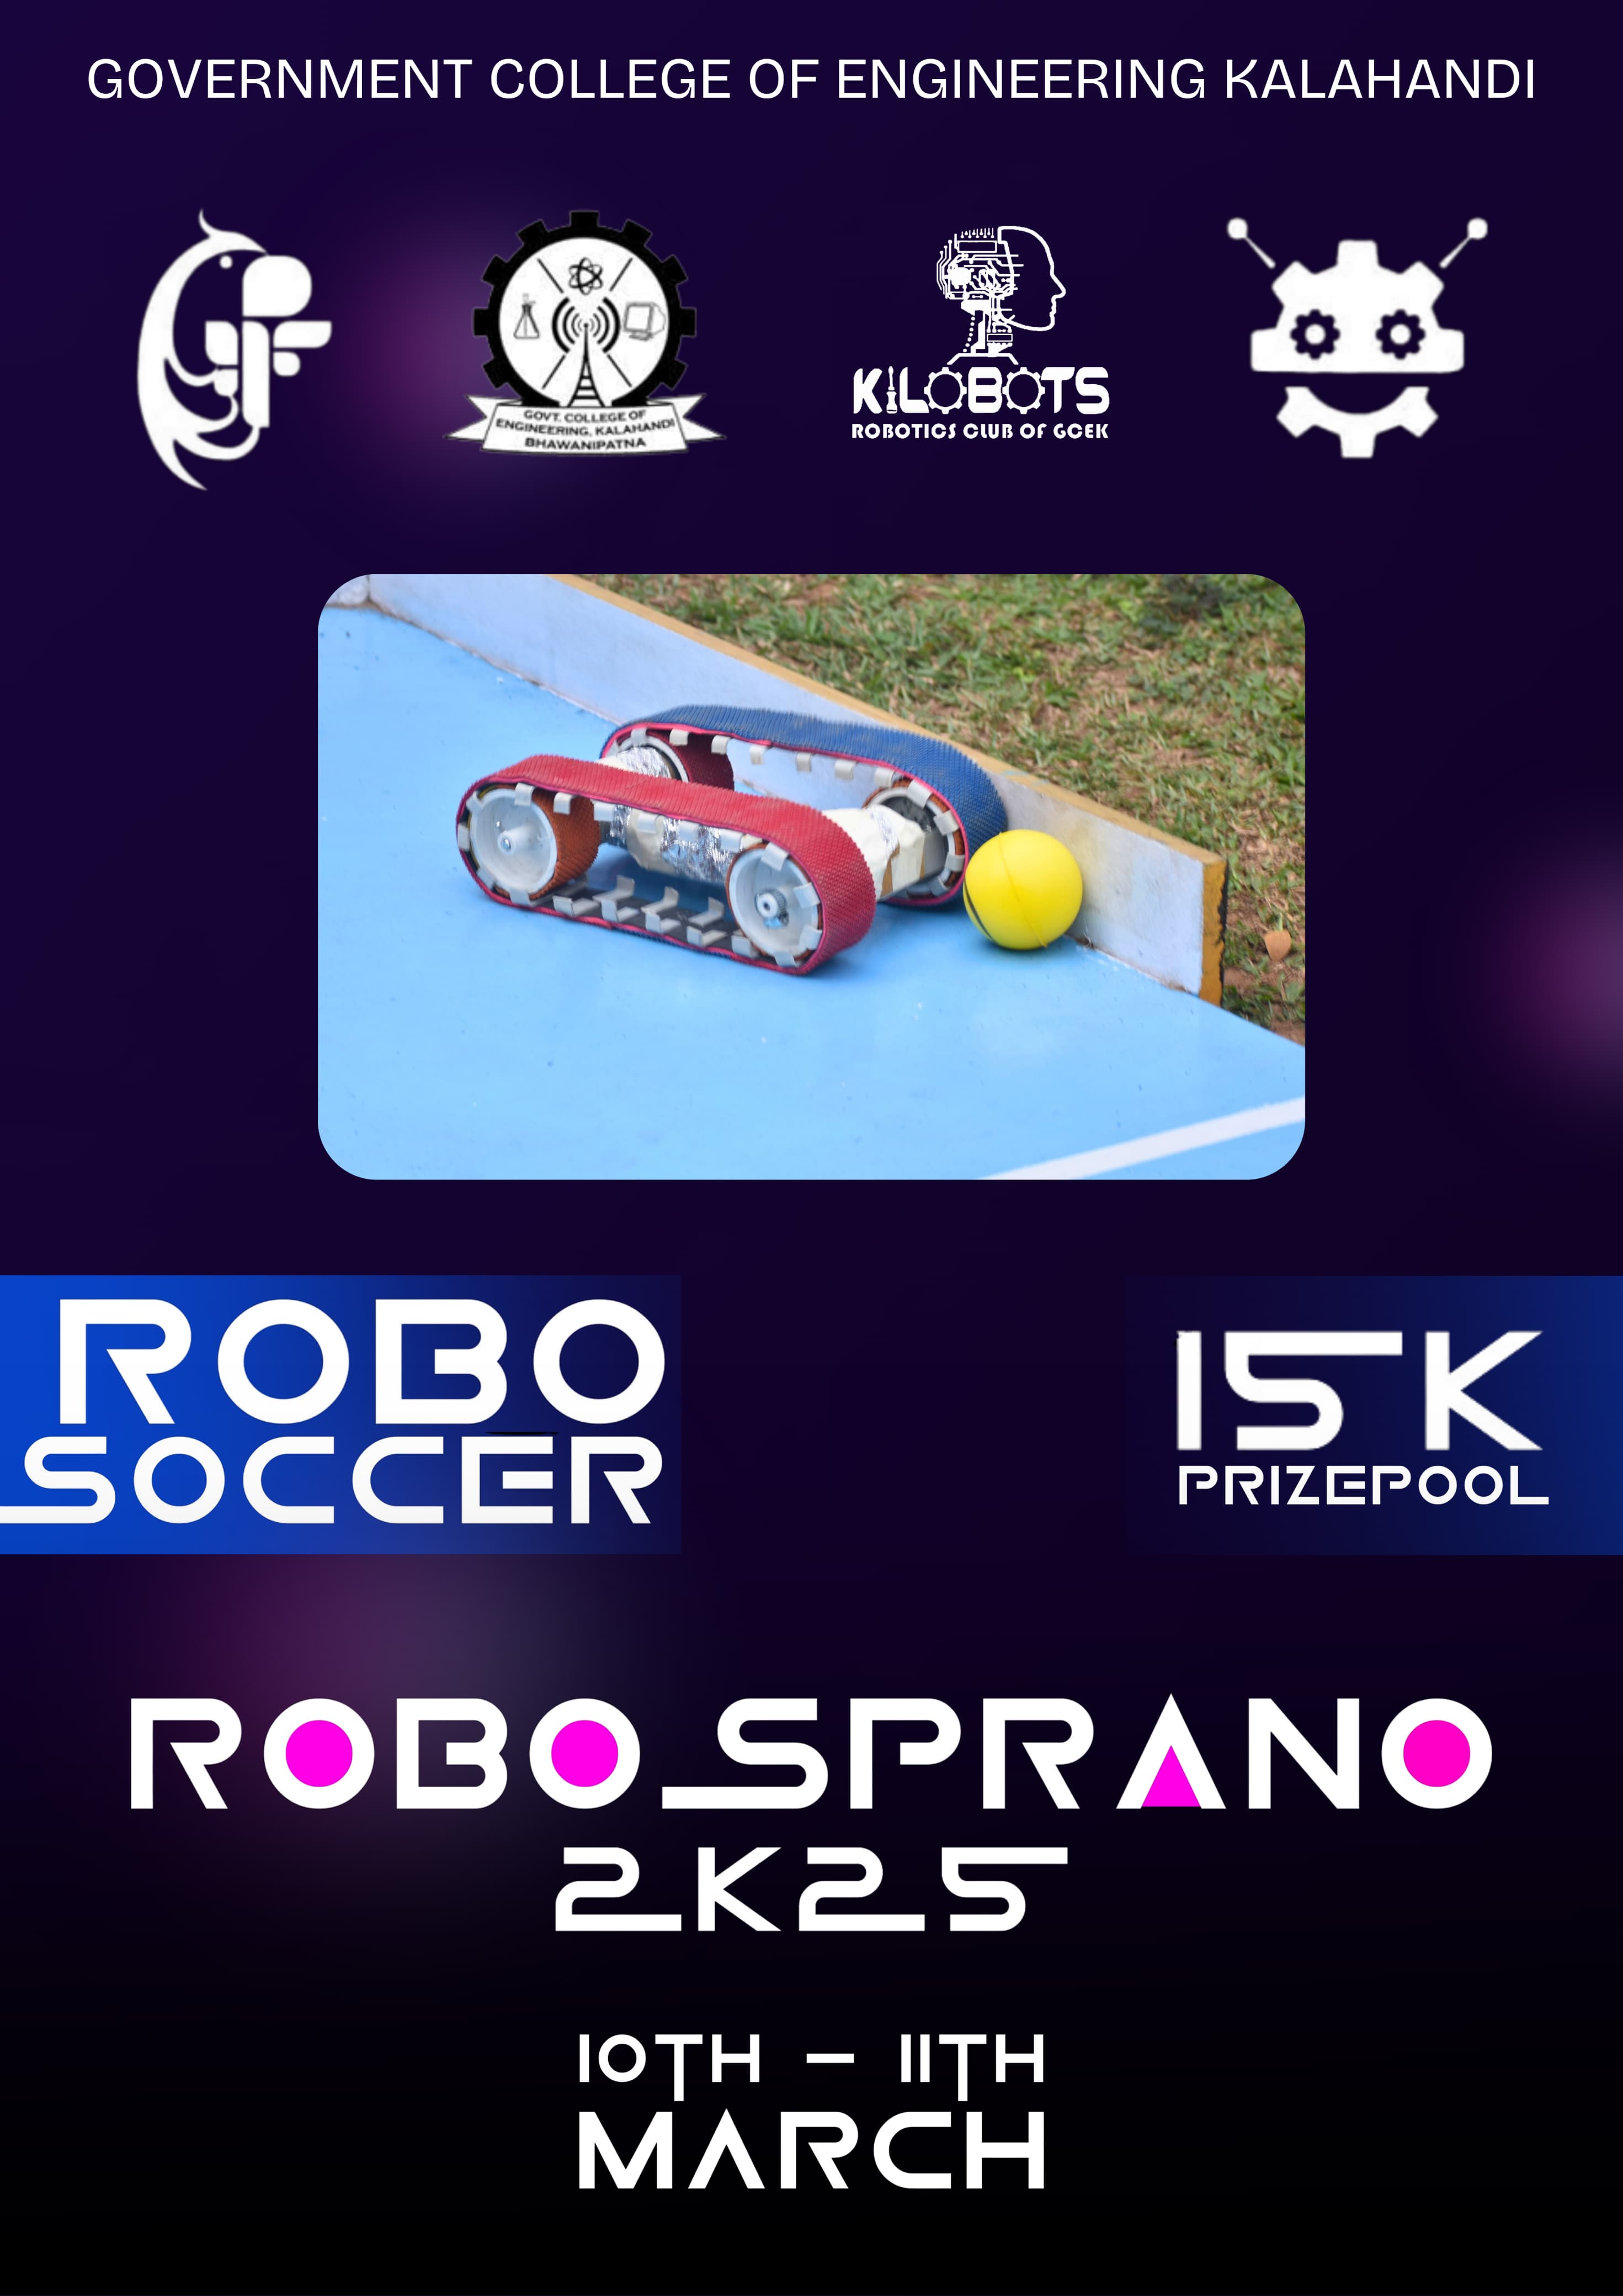 GOVERNMENT COLLEGE OF ENGINEERING KALAHANDI
GOVT. COLLEGE OF
ENGINEERING, KALAHANDI
BHAWANIPATNA
KILOBOTS
ROBOTICS CLUB OF GCEK
ROBO
SOCCER
15K
PRIZEPOOL
ROBO SPRANO
2K25
10TH - 11TH
MARCH